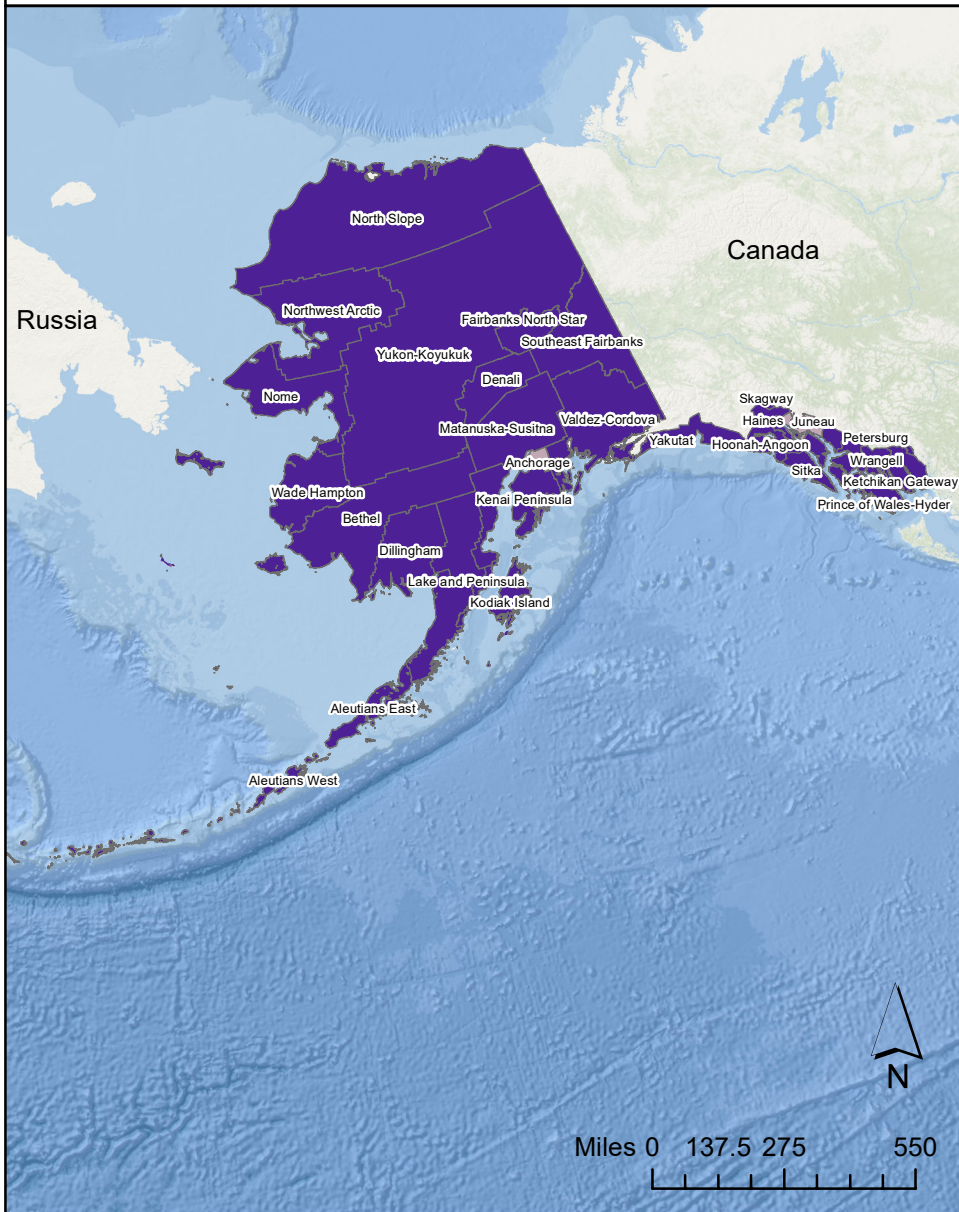 North Slope
Canada
Northwest Arctic
Russia
Fairbanks North Star
Southeast Fairbanks
Yukon-Koyukuk
Denali
Nome
Skagway
Valdez-Cordova
Haines
Juneau
Matanuska-Susitna
Yakutat
Hoonah-Angoon
Petersburg
Anchorage
Wrangell
Sitka
Ketchikan Gateway
Wade Hampton
Kenai Peninsula
Prince of Wales-Hyder
Bethel
Dillingham
Lake and Peninsula
Kodiak Island
Aleutians East
Aleutians West
N
Miles 0 137.5 275 550